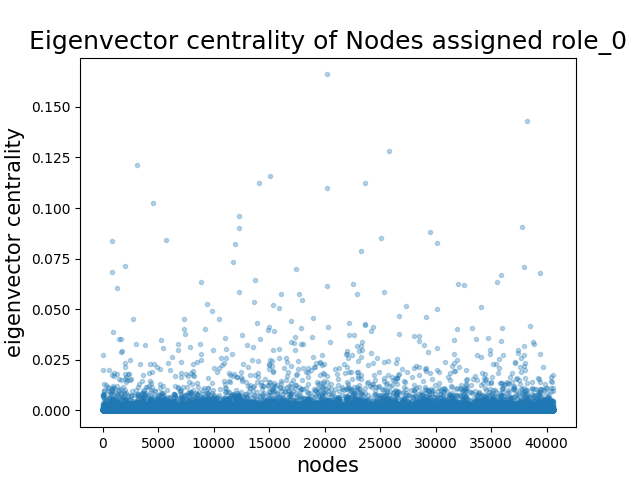 Eigenvector centrality of Nodes assigned role_0
eigenvector centrality
0.150
0.125
0.100
0.075
0.050
0.025
0.000
0 5000 10000 15000 20000 25000 30000 35000 40000
nodes